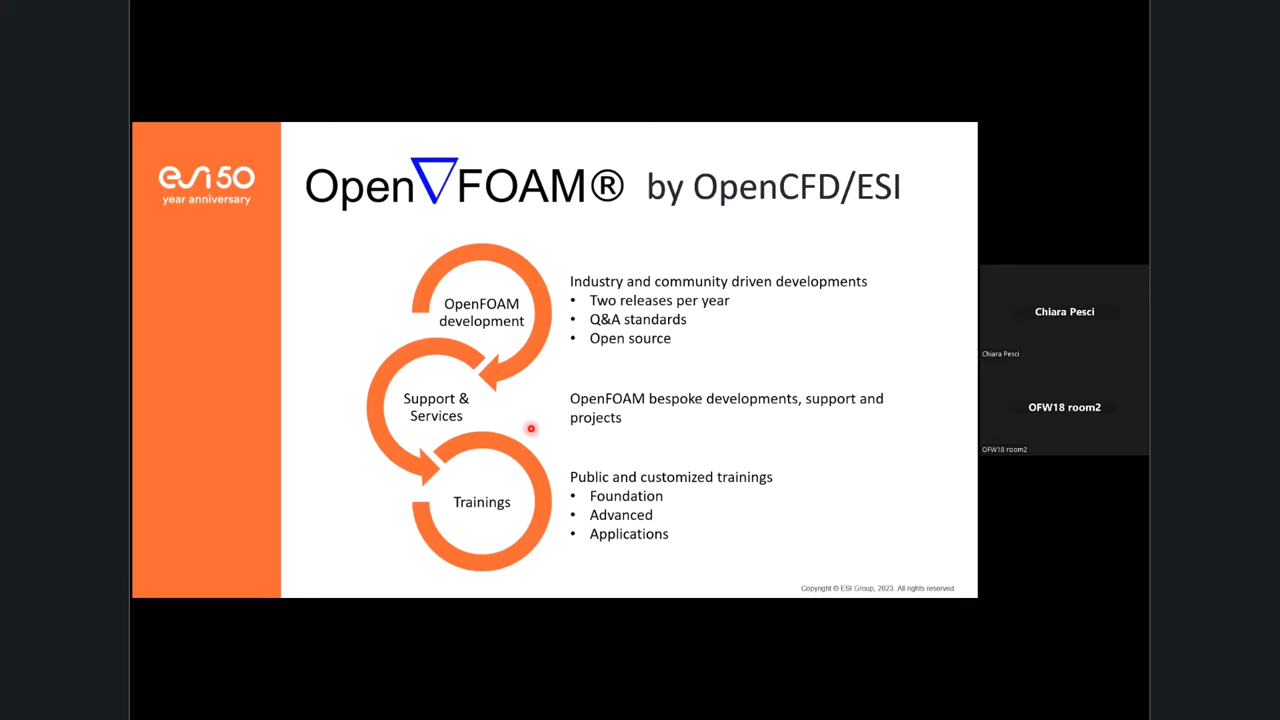 esi 50
year anniversary
Open∇FOAM® by OpenCFD/ESI
OpenFOAM
development
Industry and community driven developments
• Two releases per year
• Q&A standards
• Open source
Support &
Services
OpenFOAM bespoke developments, support and
projects
Trainings
Public and customized trainings
• Foundation
• Advanced
• Applications
Copyright © ESI Group, 2023. All rights reserved.
Chiara Pesci
Chiara Pesci
OFW18 room2
OFW18 room2